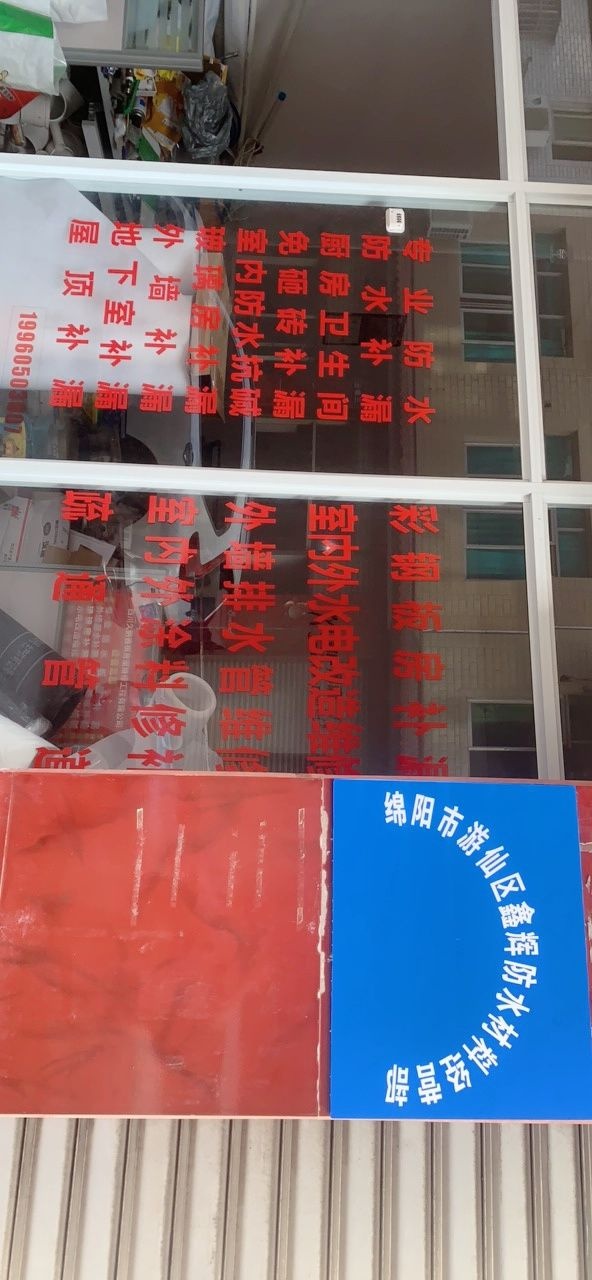 专业防水
防水补漏
厨房卫生间
免砸砖补漏
室内防水抗碱
玻璃房补漏
外墙补漏
地下室补漏
屋顶补漏
彩钢板房补漏
室内外水电改造维修
外墙排水管维修
室内外涂料修补
疏通管道
绵阳市游仙区鑫辉防水材料经营部